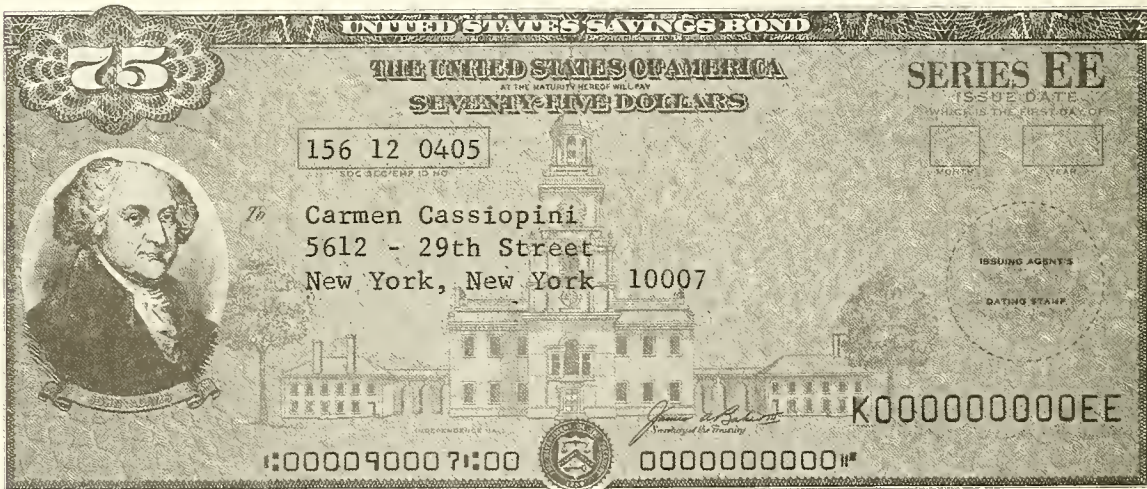 UNITED STATES SAVINGS BOND
75
THE UNITED STATES OF AMERICA
AT THE MATURITY HEREOF WILL PAY
SEVENTY-FIVE DOLLARS
SERIES EE
ISSUE DATE
WHICH IS THE FIRST DAY OF
MONTH
YEAR
156 12 0405
SOC SEC/EMP ID NO
To Carmen Cassiopini
5612 - 29th Street
New York, New York 10007
ISSUING AGENT'S
DATING STAMP
INDEPENDENCE HALL
James A Baker III
Secretary of the Treasury
K000000000EE
⑆000090007⑆00 0000000000⑈